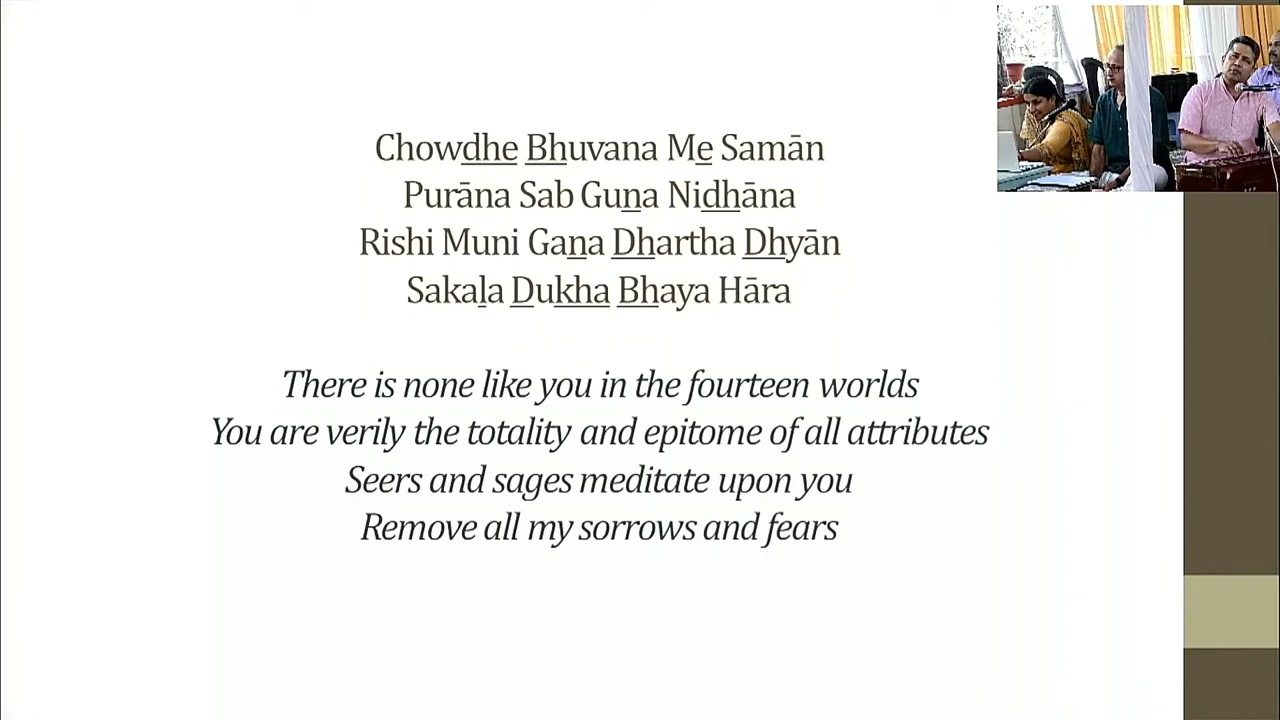 Chowdhe Bhuvana Me Samān
Purāna Sab Guna Nidhāna
Rishi Muni Gana Dhartha Dhyān
Sakala Dukha Bhaya Hāra
There is none like you in the fourteen worlds
You are verily the totality and epitome of all attributes
Seers and sages meditate upon you
Remove all my sorrows and fears